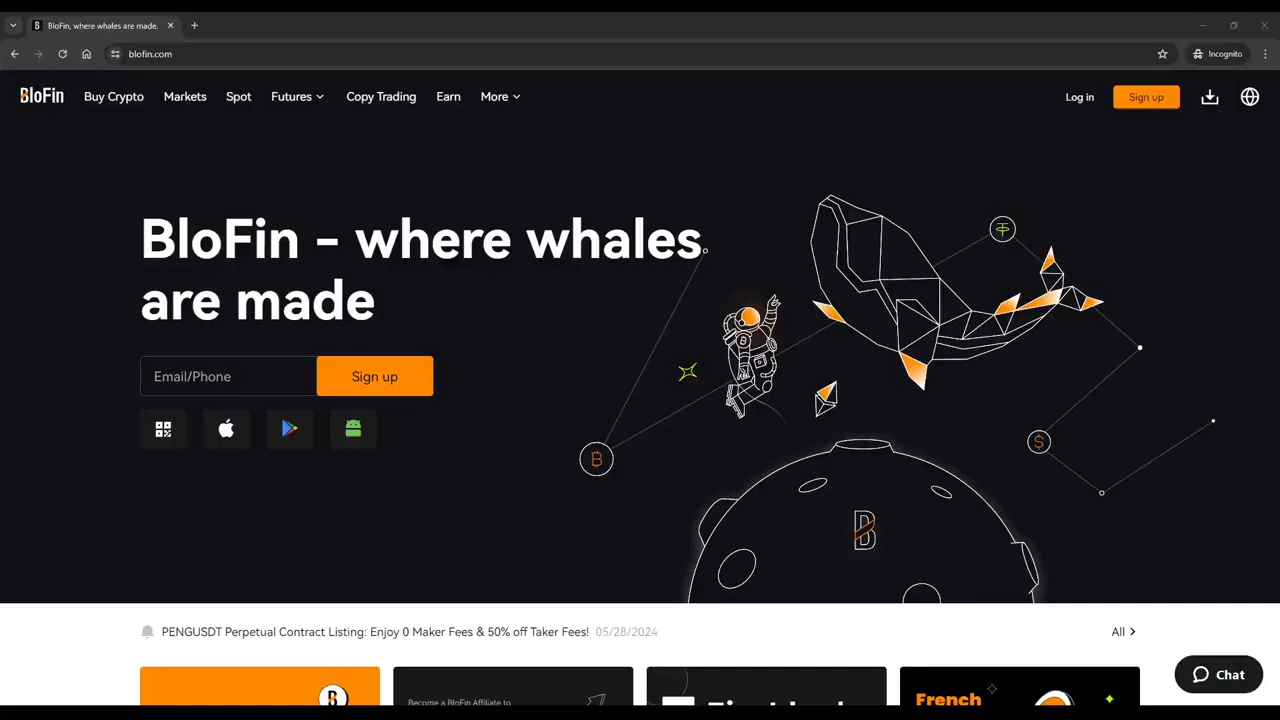 BloFin, where whales are made.
blofin.com
Incognito
BloFin
Buy Crypto
Markets
Spot
Futures
Copy Trading
Earn
More
Log in
Sign up
BloFin - where whales
are made
Email/Phone
Sign up
PENGUSDT Perpetual Contract Listing: Enjoy 0 Maker Fees & 50% off Taker Fees! 05/28/2024
All
Become a BloFin Affiliate to
French
Chat